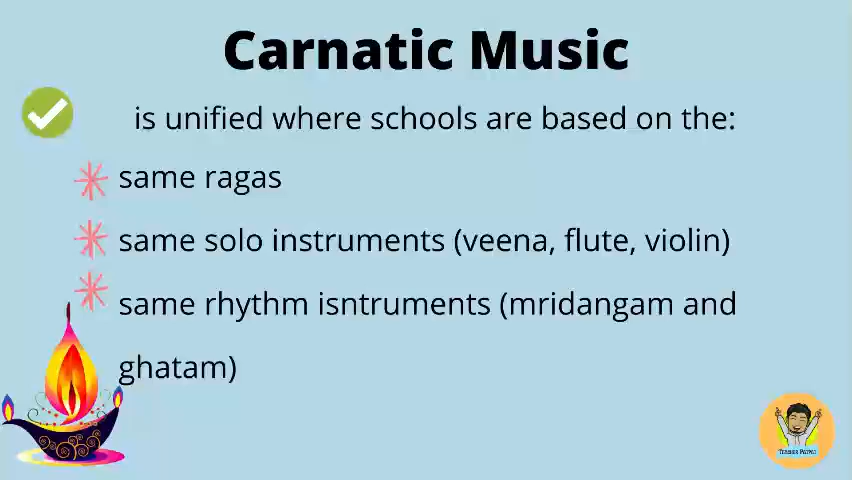 Carnatic Music
is unified where schools are based on the:
same ragas
same solo instruments (veena, flute, violin)
same rhythm isntruments (mridangam and
ghatam)